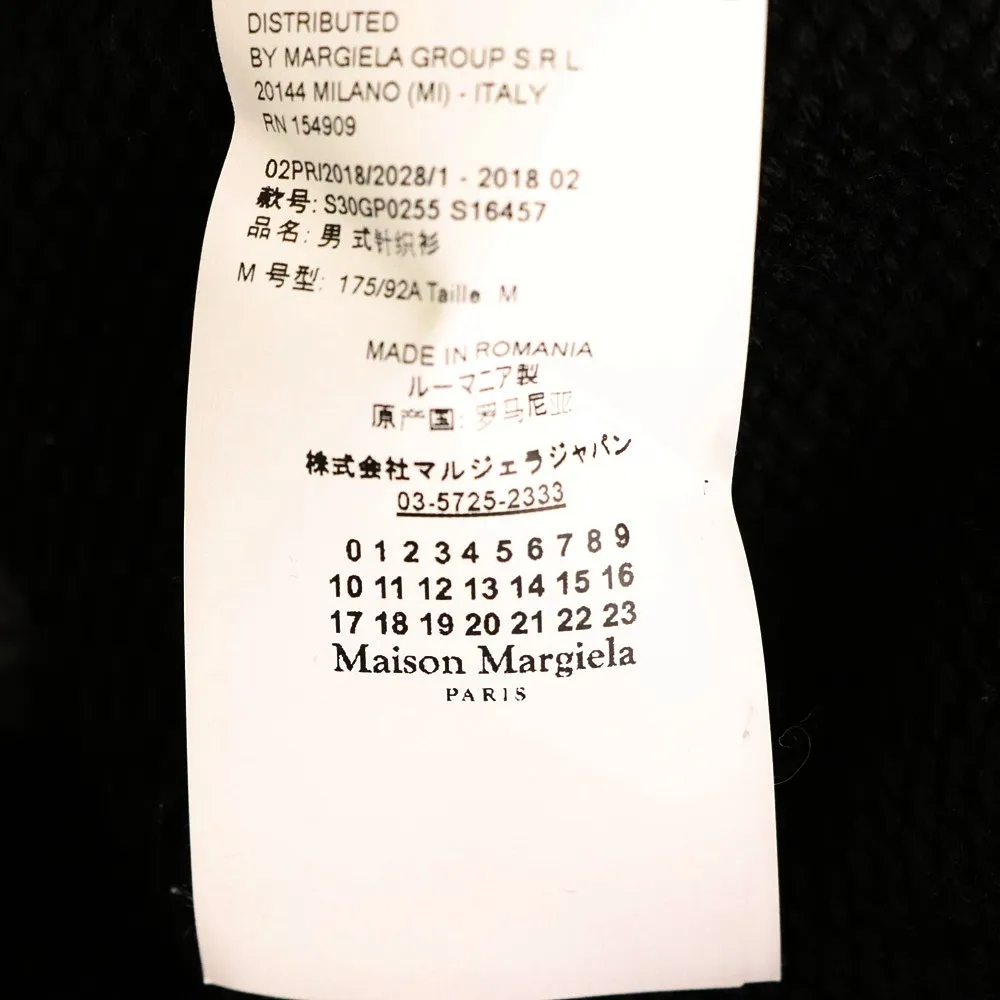 DISTRIBUTED
BY MARGIELA GROUP S.R.L.
20144 MILANO (MI) - ITALY
RN 154909
02PRI2018/2028/1 - 2018 02
款号: S30GP0255 S16457
品名: 男式针织衫
M 号型: 175/92A Taille M
MADE IN ROMANIA
ルーマニア製
原产国: 罗马尼亚
株式会社マルジェラジャパン
03-5725-2333
0 1 2 3 4 5 6 7 8 9
10 11 12 13 14 15 16
17 18 19 20 21 22 23
Maison Margiela
PARIS